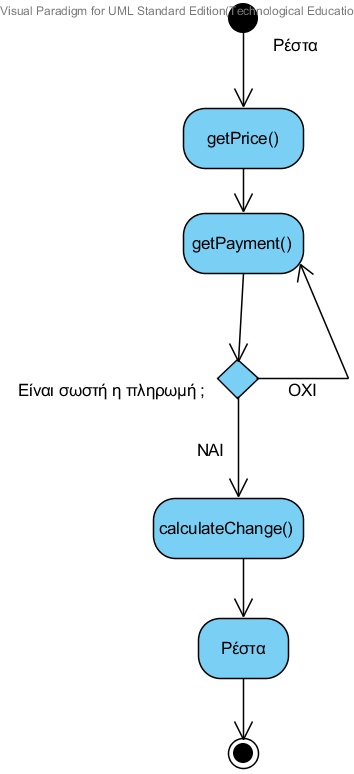 Visual Paradigm for UML Standard Edition(Technological Educatio
Ρέστα
getPrice()
getPayment()
Είναι σωστή η πληρωμή ;
ΟΧΙ
ΝΑΙ
calculateChange()
Ρέστα